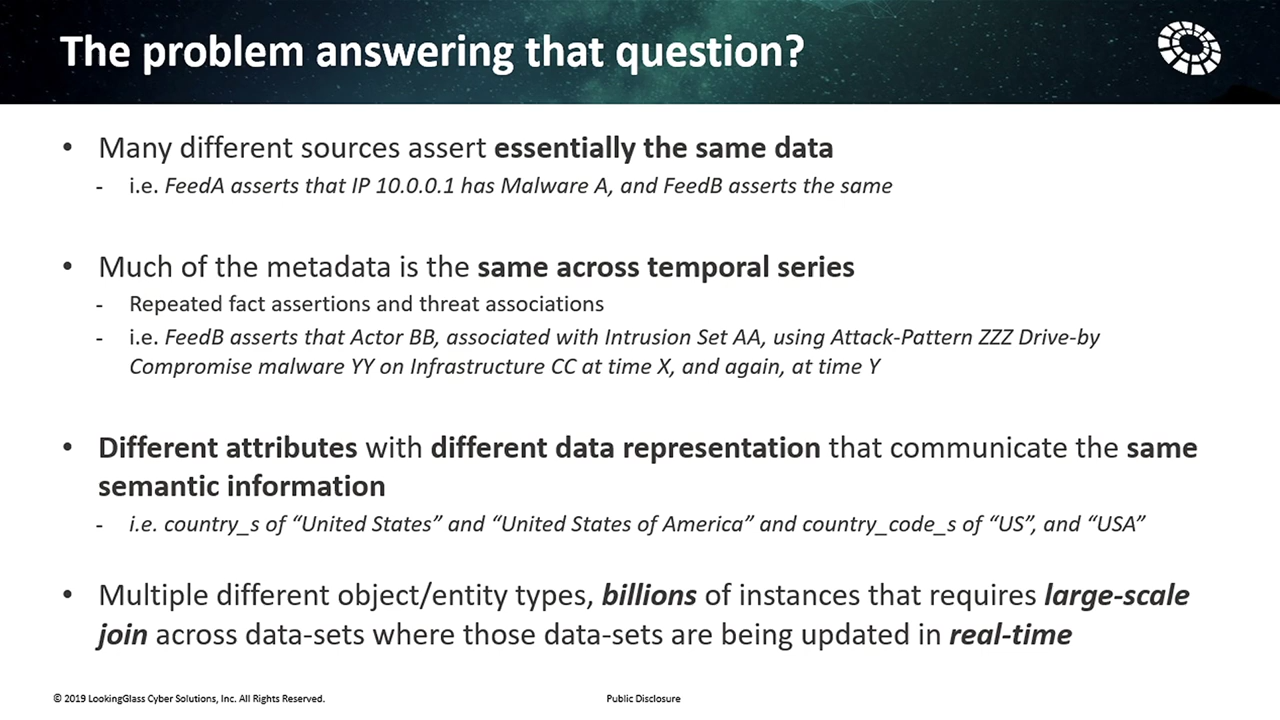 The problem answering that question?
• Many different sources assert essentially the same data
- i.e. FeedA asserts that IP 10.0.0.1 has Malware A, and FeedB asserts the same
• Much of the metadata is the same across temporal series
- Repeated fact assertions and threat associations
- i.e. FeedB asserts that Actor BB, associated with Intrusion Set AA, using Attack-Pattern ZZZ Drive-by
Compromise malware YY on Infrastructure CC at time X, and again, at time Y
• Different attributes with different data representation that communicate the same
semantic information
- i.e. country_s of “United States” and “United States of America” and country_code_s of “US”, and “USA”
• Multiple different object/entity types, billions of instances that requires large-scale
join across data-sets where those data-sets are being updated in real-time
© 2019 LookingGlass Cyber Solutions, Inc. All Rights Reserved.
Public Disclosure